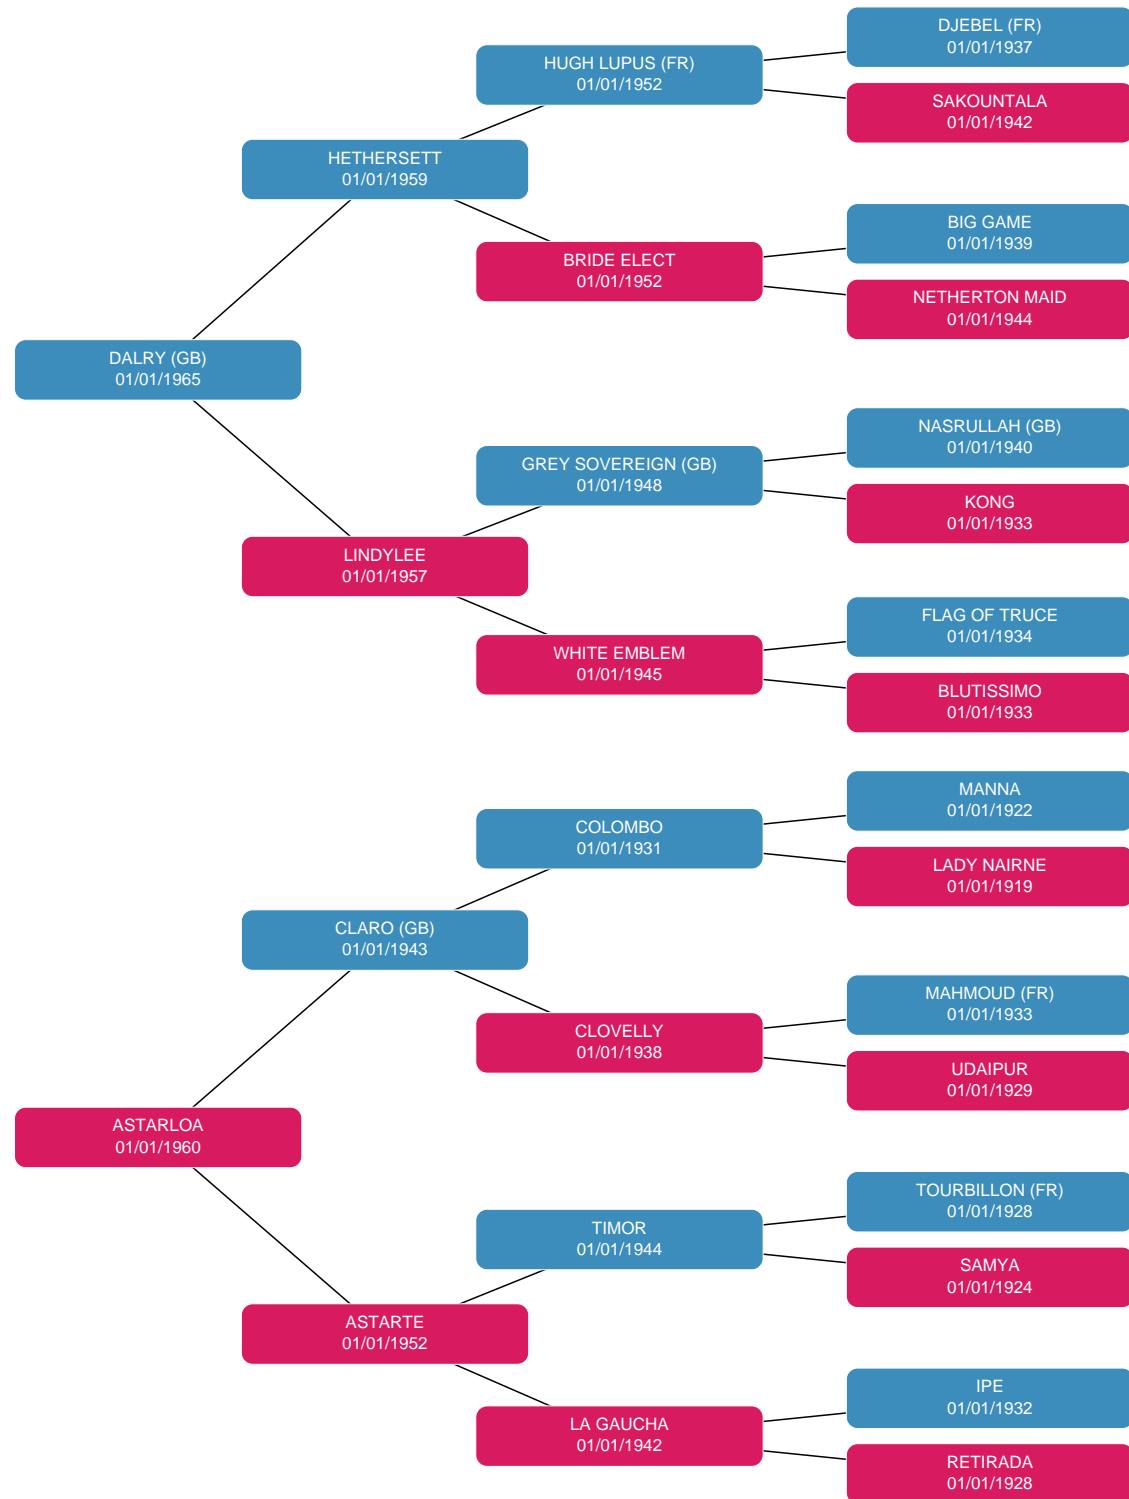 DJEBEL (FR)
01/01/1937
HUGH LUPUS (FR)
01/01/1952
SAKOUNTALA
01/01/1942
HETHERSETT
01/01/1959
BIG GAME
01/01/1939
BRIDE ELECT
01/01/1952
NETHERTON MAID
01/01/1944
DALRY (GB)
01/01/1965
NASRULLAH (GB)
01/01/1940
GREY SOVEREIGN (GB)
01/01/1948
KONG
01/01/1933
LINDYLEE
01/01/1957
FLAG OF TRUCE
01/01/1934
WHITE EMBLEM
01/01/1945
BLUTISSIMO
01/01/1933
MANNA
01/01/1922
COLOMBO
01/01/1931
LADY NAIRNE
01/01/1919
CLARO (GB)
01/01/1943
MAHMOUD (FR)
01/01/1933
CLOVELLY
01/01/1938
UDAIPUR
01/01/1929
ASTARLOA
01/01/1960
TOURBILLON (FR)
01/01/1928
TIMOR
01/01/1944
SAMYA
01/01/1924
ASTARTE
01/01/1952
IPE
01/01/1932
LA GAUCHA
01/01/1942
RETIRADA
01/01/1928